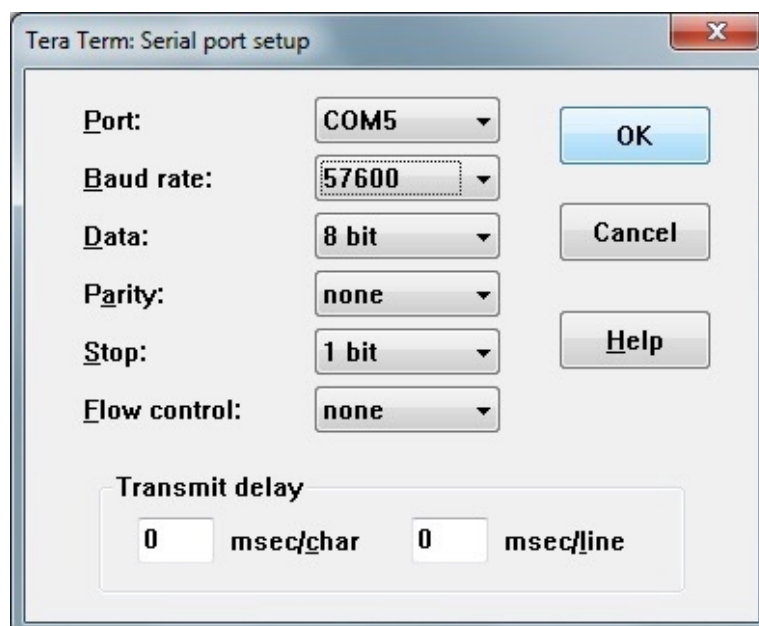 Tera Term: Serial port setup
Port: COM5
OK
Baud rate: 57600
Data: 8 bit
Cancel
Parity: none
Stop: 1 bit
Help
Flow control: none
Transmit delay
0 msec/char 0 msec/line